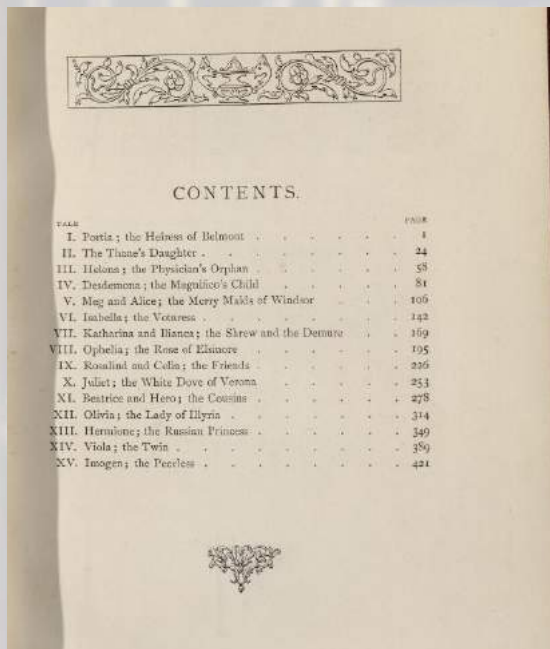 CONTENTS.
TALE PAGE
I. Portia; the Heiress of Belmont . . . . . . 1
II. The Thane's Daughter . . . . . . . . 24
III. Helena; the Physician's Orphan . . . . . . 58
IV. Desdemona; the Magnifico's Child . . . . . 81
V. Meg and Alice; the Merry Maids of Windsor . . . 106
VI. Isabella; the Votaress . . . . . . . . 142
VII. Katharina and Bianca; the Shrew and the Demure . . 169
VIII. Ophelia; the Rose of Elsinore . . . . . . 195
IX. Rosalind and Celia; the Friends . . . . . . 226
X. Juliet; the White Dove of Verona . . . . . 253
XI. Beatrice and Hero; the Cousins . . . . . . 278
XII. Olivia; the Lady of Illyria . . . . . . . 314
XIII. Hermione; the Russian Princess . . . . . . 349
XIV. Viola; the Twin . . . . . . . . . 389
XV. Imogen; the Peerless . . . . . . . . 421